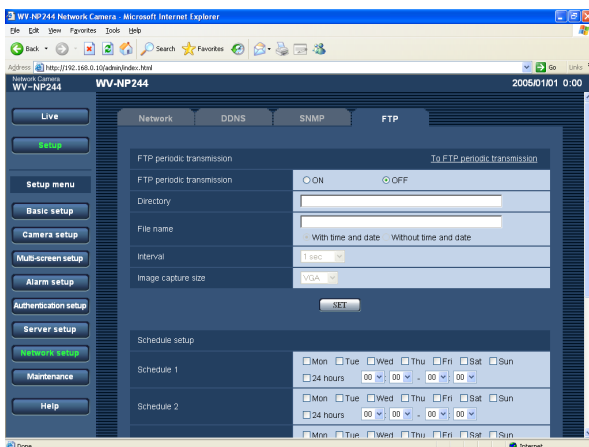 WV-NP244 Network Camera - Microsoft Internet Explorer
File Edit View Favorites Tools Help
Back Search Favorites
Address http://192.168.0.10/admin/index.html Go Links
Network Camera
WV-NP244
WV-NP244 2005/01/01 0:00
Live
Setup
Setup menu
Basic setup
Camera setup
Multi-screen setup
Alarm setup
Authentication setup
Server setup
Network setup
Maintenance
Help
Network DDNS SNMP FTP
FTP periodic transmission To FTP periodic transmission
FTP periodic transmission ON OFF
Directory
File name
With time and date Without time and date
Interval 1 sec
Image capture size VGA
SET
Schedule setup
Schedule 1 Mon Tue Wed Thu Fri Sat Sun
24 hours 00 : 00 - 00 : 00
Schedule 2 Mon Tue Wed Thu Fri Sat Sun
24 hours 00 : 00 - 00 : 00
Mon Tue Wed Thu Fri Sat Sun
Done Internet